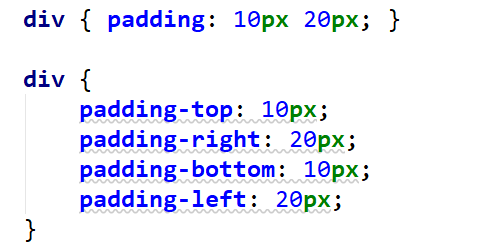 div { padding: 10px 20px; }
div {
padding-top: 10px;
padding-right: 20px;
padding-bottom: 10px;
padding-left: 20px;
}